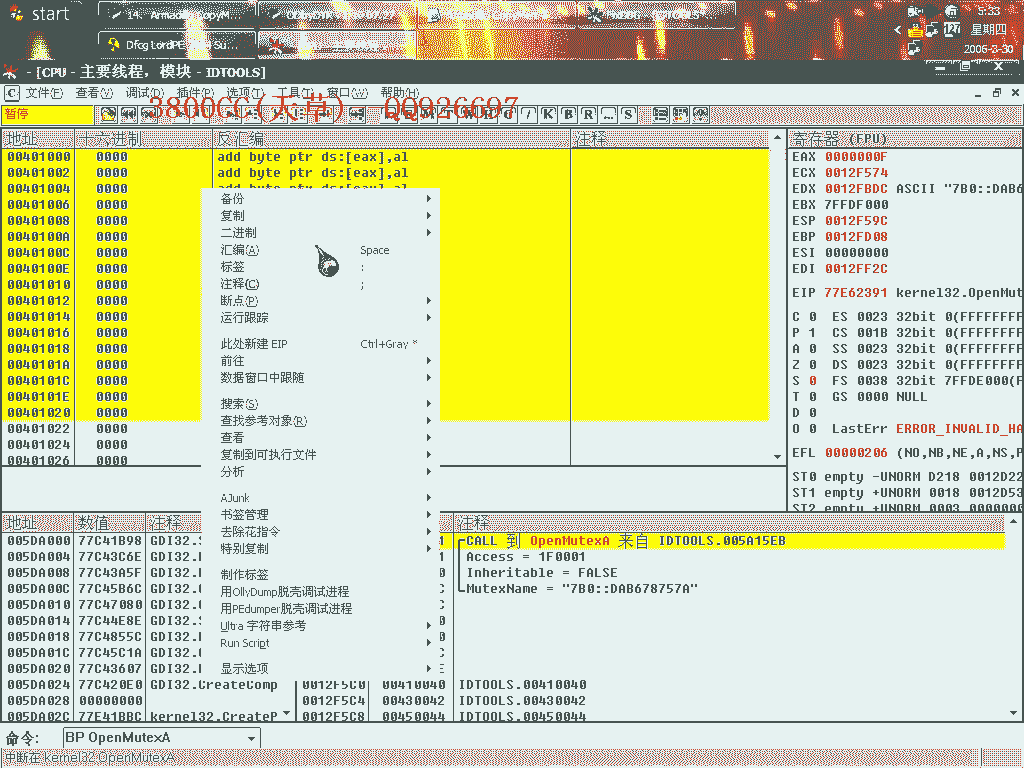 start
5:33
星期四
2006-3-30
- [CPU - 主要线程, 模块 - IDTOOLS]
文件(F) 查看(V) 调试(D) 插件(P) 选项(T) 工具(T) 窗口(W) 帮助(H)
3800CC(天草) QQ926697
暂停
地址 十六进制 反汇编 注释
00401000 0000 add byte ptr ds:[eax],al
00401002 0000 add byte ptr ds:[eax],al
00401004 0000 add byte ptr ds:[eax],al
00401006 0000
00401008 0000
0040100A 0000
0040100C 0000
0040100E 0000
00401010 0000
00401012 0000
00401014 0000
00401016 0000
00401018 0000
0040101A 0000
0040101C 0000
0040101E 0000
00401020 0000
00401022 0000
00401024 0000
00401026 0000
备份
复制
二进制
汇编(A) Space
标签 :
注释(C) ;
断点(P)
运行跟踪
此处新建 EIP Ctrl+Gray *
前往
数据窗口中跟随
搜索(S)
查找参考对象(R)
查看
复制到可执行文件
分析
AJunk
书签管理
去除花指令
特别复制
制作标签
用OllyDump脱壳调试进程
用PEdumper脱壳调试进程
Ultra 字符串参考
Run Script
显示选项
寄存器 (FPU)
EAX 0000000F
ECX 0012F574
EDX 0012FBDC ASCII "7B0::DAB6
EBX 7FFDF000
ESP 0012F59C
EBP 0012FD08
ESI 00000000
EDI 0012FF2C
EIP 77E62391 kernel32.OpenMut
C 0 ES 0023 32bit 0(FFFFFFFF
P 1 CS 001B 32bit 0(FFFFFFFF
A 0 SS 0023 32bit 0(FFFFFFFF
Z 0 DS 0023 32bit 0(FFFFFFFF
S 0 FS 0038 32bit 7FFDE000(F
T 0 GS 0000 NULL
D 0
O 0 LastErr ERROR_INVALID_HA
EFL 00000206 (NO,NB,NE,A,NS,P
ST0 empty -UNORM D218 0012D22
ST1 empty +UNORM 0018 0012D53
ST2 empty +UNORM 0003 0000000
地址 数值 注释
005DA000 77C41B98 GDI32.
005DA004 77C43C6E GDI32.
005DA008 77C43A5F GDI32.
005DA00C 77C45B6C GDI32.
005DA010 77C47080 GDI32.
005DA014 77C44E8E GDI32.
005DA018 77C4855C GDI32.
005DA01C 77C45C1A GDI32.
005DA020 77C43607 GDI32.
005DA024 77C420E0 GDI32.CreateComp
005DA028 00000000
005DA02C 77E41BBC kernel32.CreateP
注释
CALL 到 OpenMutexA 来自 IDTOOLS.005A15EB
Access = 1F0001
Inheritable = FALSE
MutexName = "7B0::DAB678757A"
0012F5C0 00410040 IDTOOLS.00410040
0012F5C4 00430042 IDTOOLS.00430042
0012F5C8 00450044 IDTOOLS.00450044
命令: BP OpenMutexA
中断在 kernel32.OpenMutexA